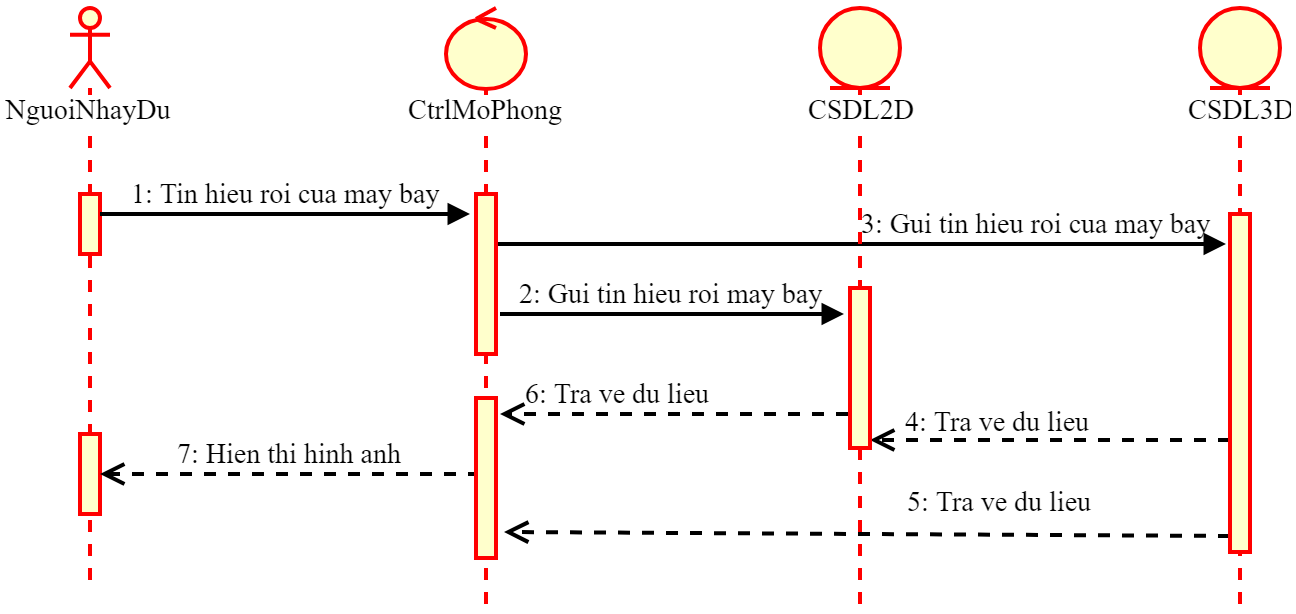 NguoiNhayDu
CtrlMoPhong
CSDL2D
CSDL3D
1: Tin hieu roi cua may bay
3: Gui tin hieu roi cua may bay
2: Gui tin hieu roi may bay
6: Tra ve du lieu
4: Tra ve du lieu
7: Hien thi hinh anh
5: Tra ve du lieu